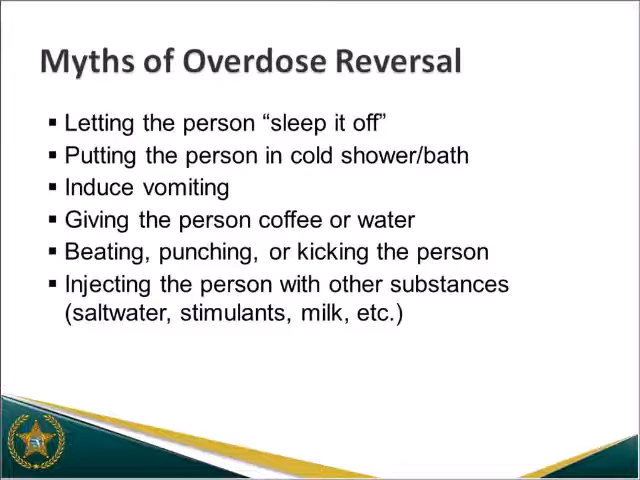 Myths of Overdose Reversal
▪ Letting the person “sleep it off”
▪ Putting the person in cold shower/bath
▪ Induce vomiting
▪ Giving the person coffee or water
▪ Beating, punching, or kicking the person
▪ Injecting the person with other substances
(saltwater, stimulants, milk, etc.)